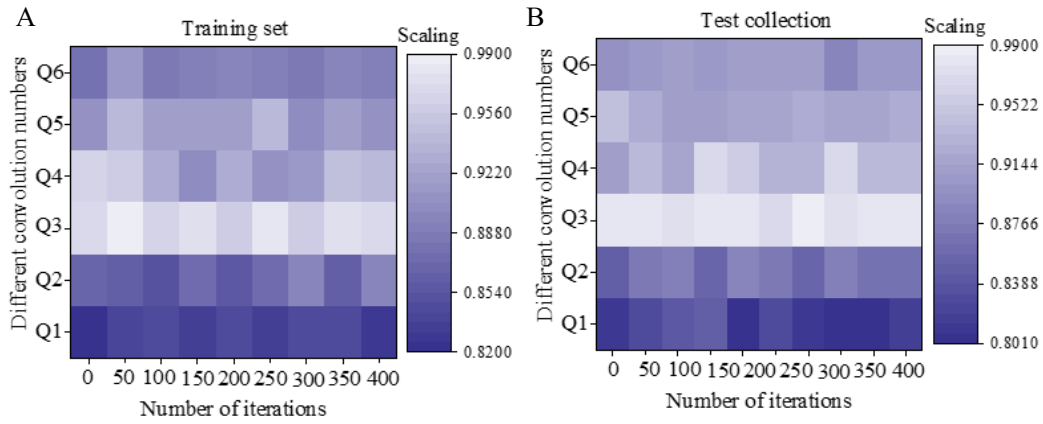 A
Training set
Scaling
Different convolution numbers
Q6
Q5
Q4
Q3
Q2
Q1
0 50 100 150 200 250 300 350 400
Number of iterations
0.9900
0.9560
0.9220
0.8880
0.8540
0.8200
B
Test collection
Scaling
Different convolution numbers
Q6
Q5
Q4
Q3
Q2
Q1
0 50 100 150 200 250 300 350 400
Number of iterations
0.9900
0.9522
0.9144
0.8766
0.8388
0.8010